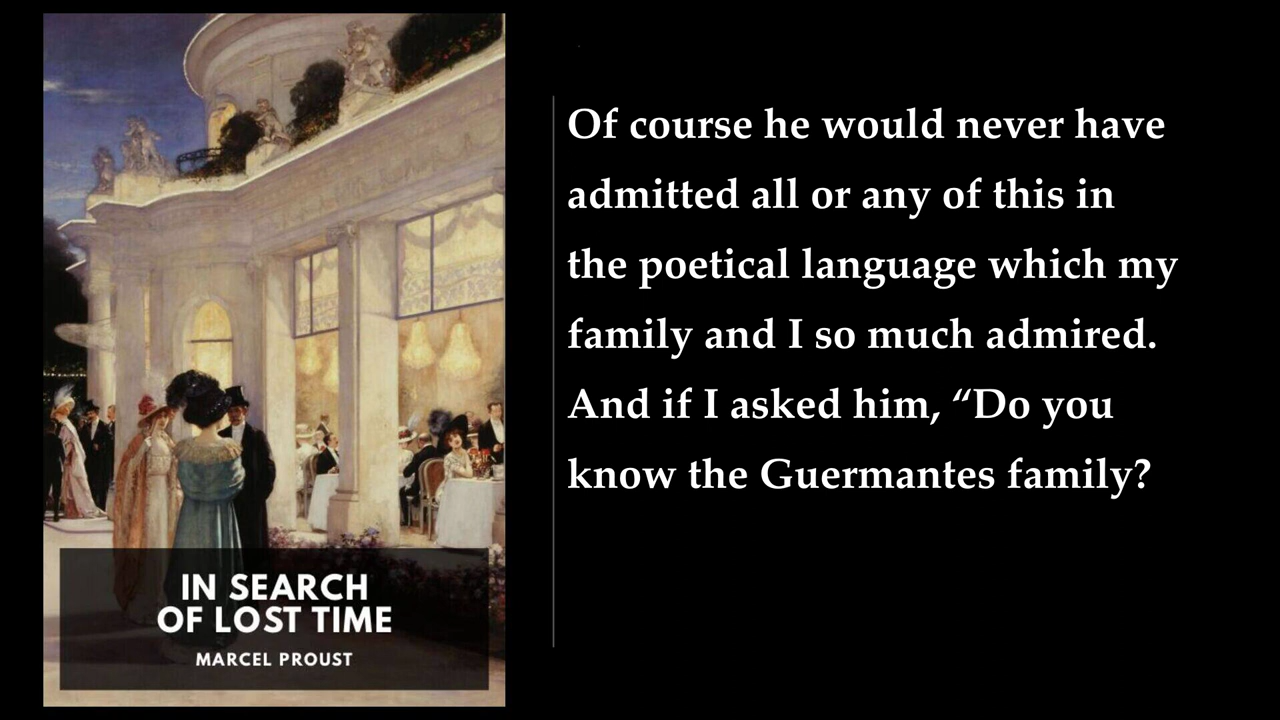 Of course he would never have
admitted all or any of this in
the poetical language which my
family and I so much admired.
And if I asked him, “Do you
know the Guermantes family?
IN SEARCH
OF LOST TIME
MARCEL PROUST